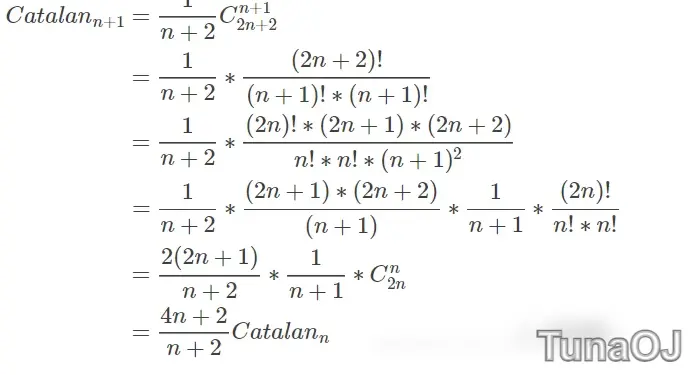 Catalan_{n+1} = \frac{1}{n+2} C_{2n+2}^{n+1}
= \frac{1}{n+2} * \frac{(2n+2)!}{(n+1)! * (n+1)!}
= \frac{1}{n+2} * \frac{(2n)! * (2n+1) * (2n+2)}{n! * n! * (n+1)^2}
= \frac{1}{n+2} * \frac{(2n+1) * (2n+2)}{(n+1)} * \frac{1}{n+1} * \frac{(2n)!}{n! * n!}
= \frac{2(2n+1)}{n+2} * \frac{1}{n+1} * C_{2n}^{n}
= \frac{4n+2}{n+2} Catalan_n
TunaOJ